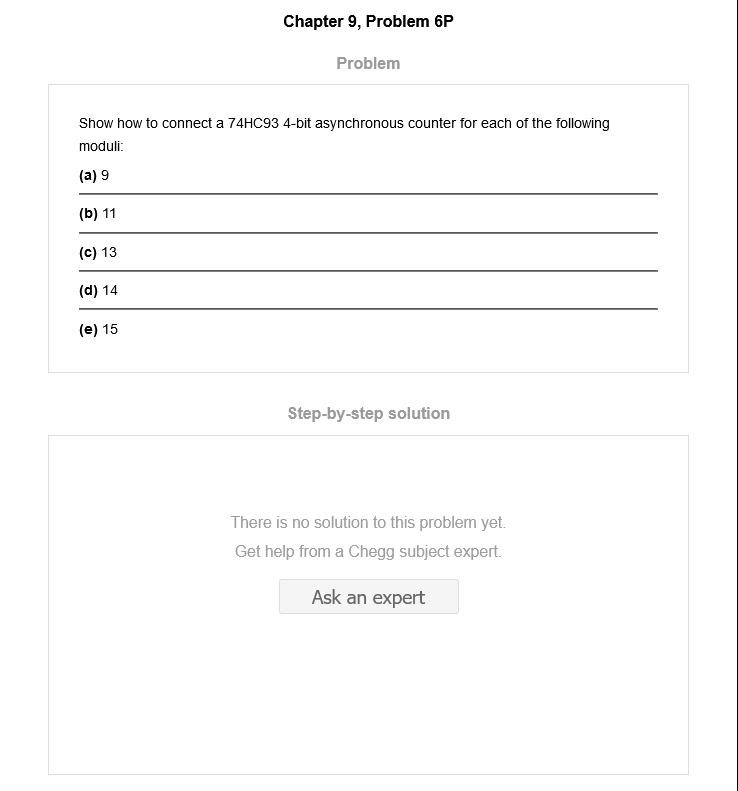 Chapter 9, Problem 6P
Problem
Show how to connect a 74HC93 4-bit asynchronous counter for each of the following
moduli:
(a) 9
(b) 11
(c) 13
(d) 14
(e) 15
Step-by-step solution
There is no solution to this problem yet.
Get help from a Chegg subject expert.
Ask an expert